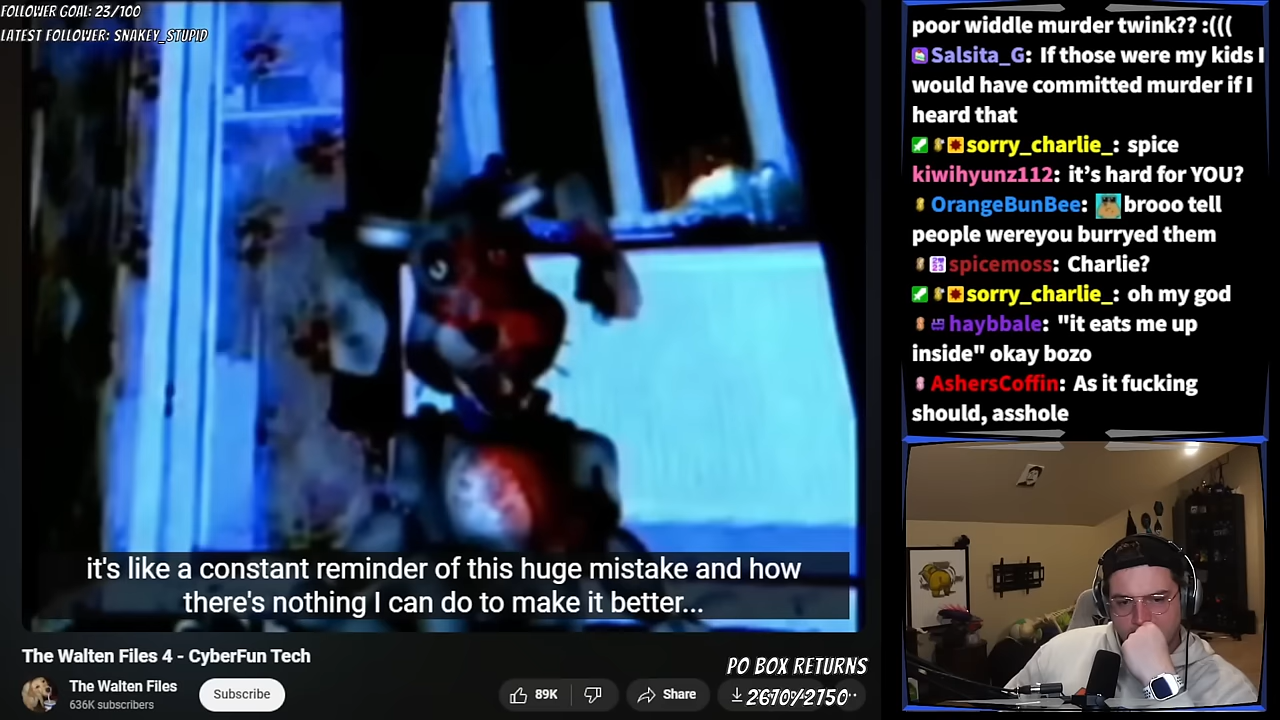 FOLLOWER GOAL: 23/100
LATEST FOLLOWER: SNAKEY_STUPID
it's like a constant reminder of this huge mistake and how
there's nothing I can do to make it better...
The Walten Files 4 - CyberFun Tech
The Walten Files
636K subscribers
Subscribe
89K
Share
PO BOX RETURNS
2670/2750
poor widdle murder twink?? :(((
Salsita_G: If those were my kids I
would have committed murder if I
heard that
sorry_charlie_: spice
kiwihyunz112: it's hard for YOU?
OrangeBunBee: brooo tell
people wereyou burryed them
spicemoss: Charlie?
sorry_charlie_: oh my god
haybbale: "it eats me up
inside" okay bozo
AshersCoffin: As it fucking
should, asshole